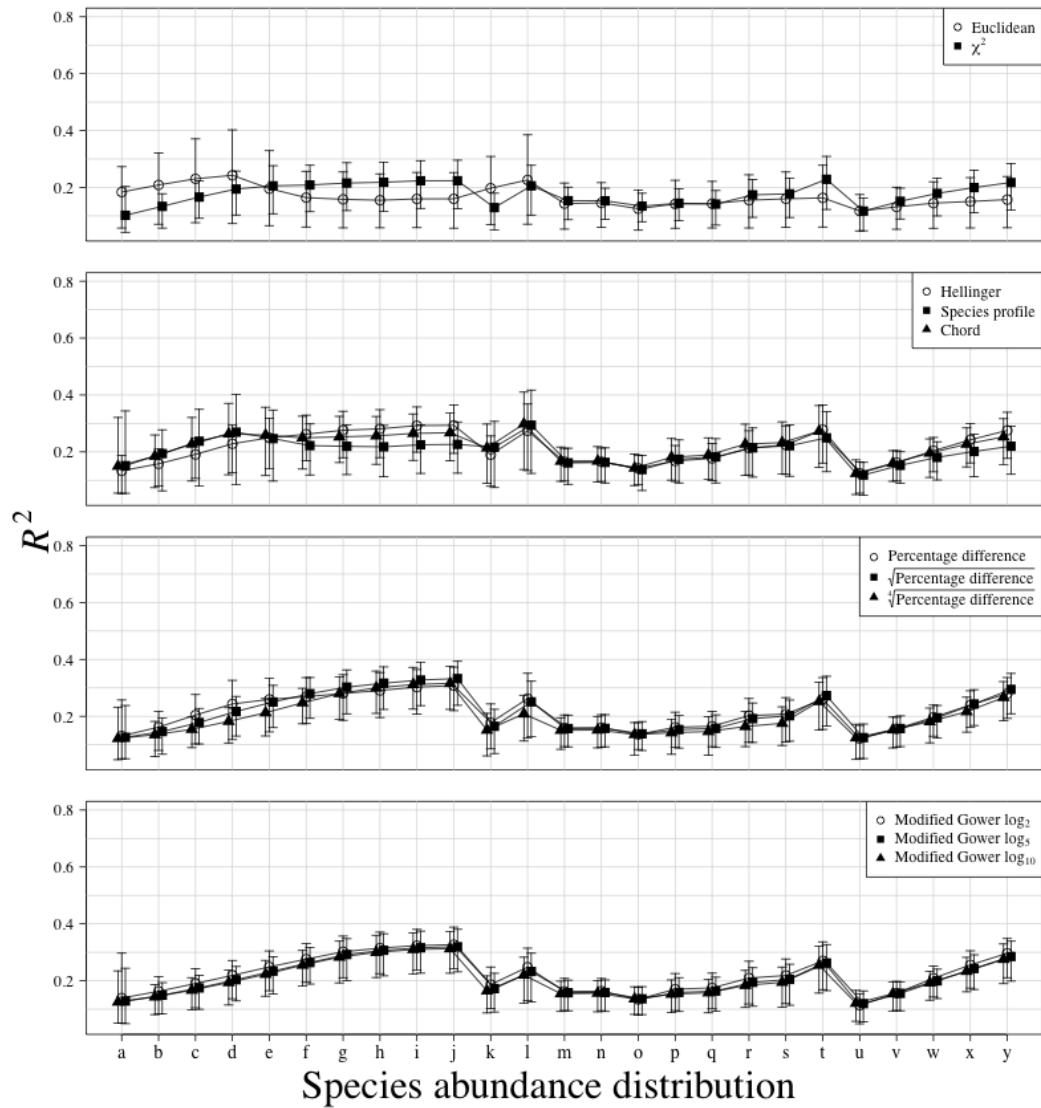 0.8
0.6
0.4
0.2
Euclidean
χ²
0.8
0.6
0.4
0.2
Hellinger
Species profile
Chord
R²
0.8
0.6
0.4
0.2
Percentage difference
√Percentage difference
∜Percentage difference
0.8
0.6
0.4
0.2
Modified Gower log₂
Modified Gower log₅
Modified Gower log₁₀
a b c d e f g h i j k l m n o p q r s t u v w x y
Species abundance distribution